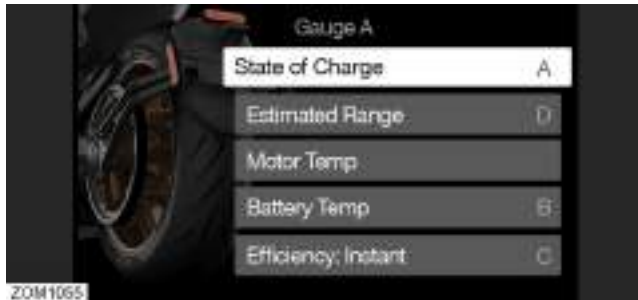 Gauge A
State of Charge A
Estimated Range D
Motor Temp
Battery Temp B
Efficiency; Instant C
ZOM1055